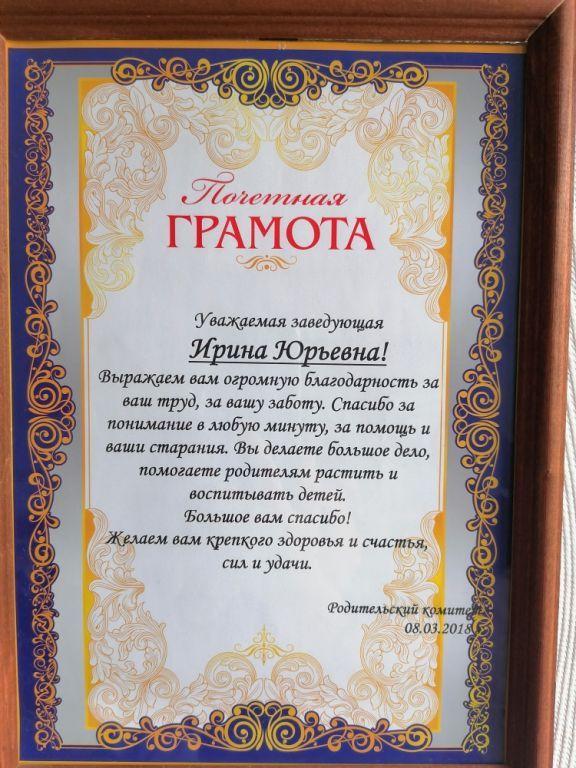 Почетная
ГРАМОТА
Уважаемая заведующая
Ирина Юрьевна!
Выражаем вам огромную благодарность за
ваш труд, за вашу заботу. Спасибо за
понимание в любую минуту, за помощь и
ваши старания. Вы делаете большое дело,
помогаете родителям растить и
воспитывать детей.
Большое вам спасибо!
Желаем вам крепкого здоровья и счастья,
сил и удачи.
Родительский комитет
08.03.2018